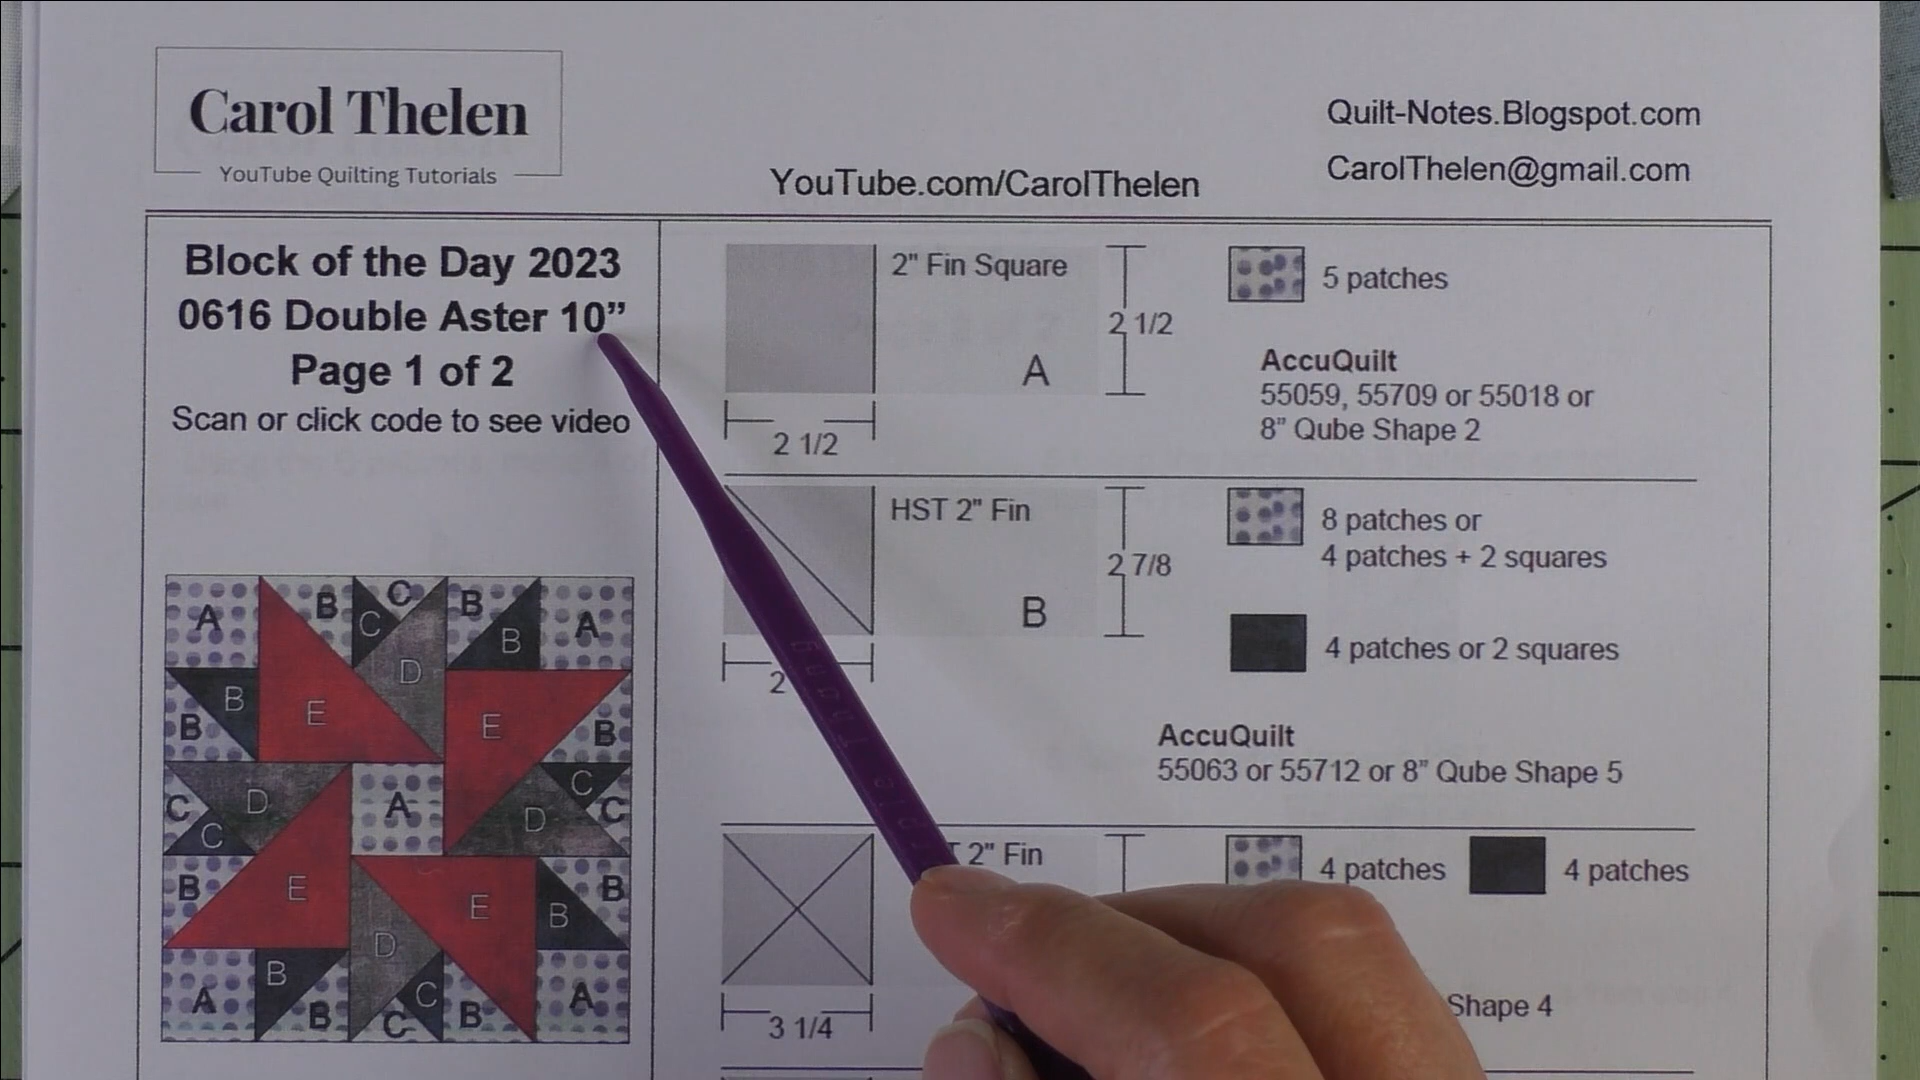 Carol Thelen
YouTube Quilting Tutorials
YouTube.com/CarolThelen
Quilt-Notes.Blogspot.com
CarolThelen@gmail.com
Block of the Day 2023
0616 Double Aster 10”
Page 1 of 2
Scan or click code to see video
A B C C B B A
D
B E E
B B
C D A D C C
C
B E E B B
D
B C
A B C B A
2" Fin Square
A
2 1/2
2 1/2
5 patches
AccuQuilt
55059, 55709 or 55018 or
8” Qube Shape 2
HST 2" Fin
B
2 7/8
2
8 patches or
4 patches + 2 squares
4 patches or 2 squares
AccuQuilt
55063 or 55712 or 8” Qube Shape 5
2" Fin
3 1/4
4 patches
4 patches
Shape 4